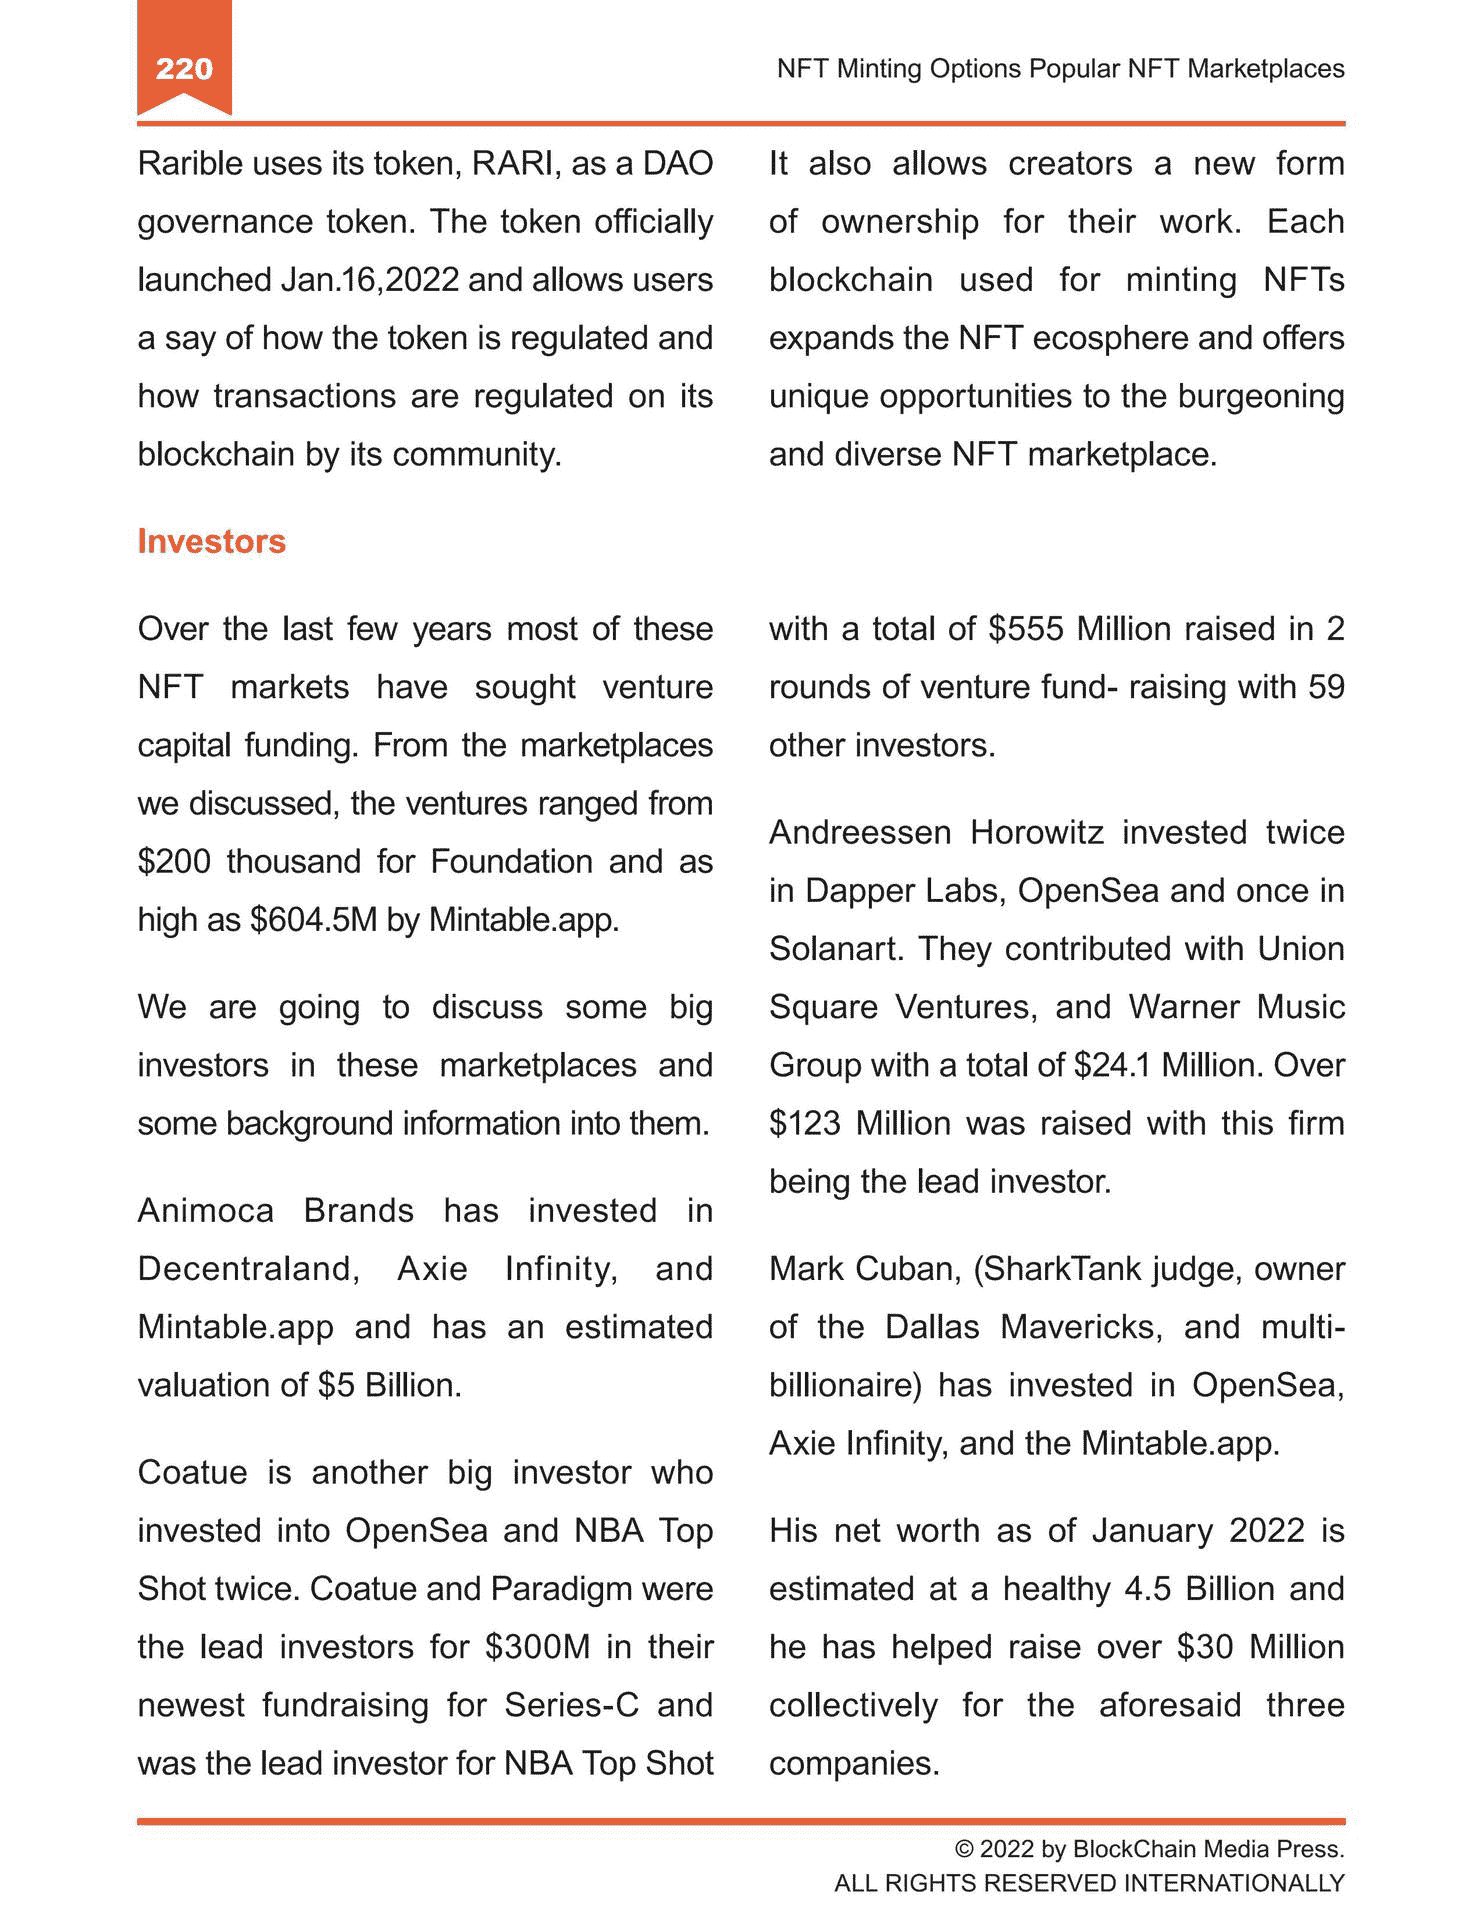 220
NFT Minting Options Popular NFT Marketplaces
Rarible uses its token, RARI, as a DAO
governance token. The token officially
launched Jan.16,2022 and allows users
a say of how the token is regulated and
how transactions are regulated on its
blockchain by its community.
It also allows creators a new form
of ownership for their work. Each
blockchain used for minting NFTs
expands the NFT ecosphere and offers
unique opportunities to the burgeoning
and diverse NFT marketplace.
Investors
Over the last few years most of these
NFT markets have sought venture
capital funding. From the marketplaces
we discussed, the ventures ranged from
$200 thousand for Foundation and as
high as $604.5M by Mintable.app.
We are going to discuss some big
investors in these marketplaces and
some background information into them.
Animoca Brands has invested in
Decentraland, Axie Infinity, and
Mintable.app and has an estimated
valuation of $5 Billion.
Coatue is another big investor who
invested into OpenSea and NBA Top
Shot twice. Coatue and Paradigm were
the lead investors for $300M in their
newest fundraising for Series-C and
was the lead investor for NBA Top Shot
with a total of $555 Million raised in 2
rounds of venture fund- raising with 59
other investors.
Andreessen Horowitz invested twice
in Dapper Labs, OpenSea and once in
Solanart. They contributed with Union
Square Ventures, and Warner Music
Group with a total of $24.1 Million. Over
$123 Million was raised with this firm
being the lead investor.
Mark Cuban, (SharkTank judge, owner
of the Dallas Mavericks, and multi-
billionaire) has invested in OpenSea,
Axie Infinity, and the Mintable.app.
His net worth as of January 2022 is
estimated at a healthy 4.5 Billion and
he has helped raise over $30 Million
collectively for the aforesaid three
companies.
© 2022 by BlockChain Media Press.
ALL RIGHTS RESERVED INTERNATIONALLY